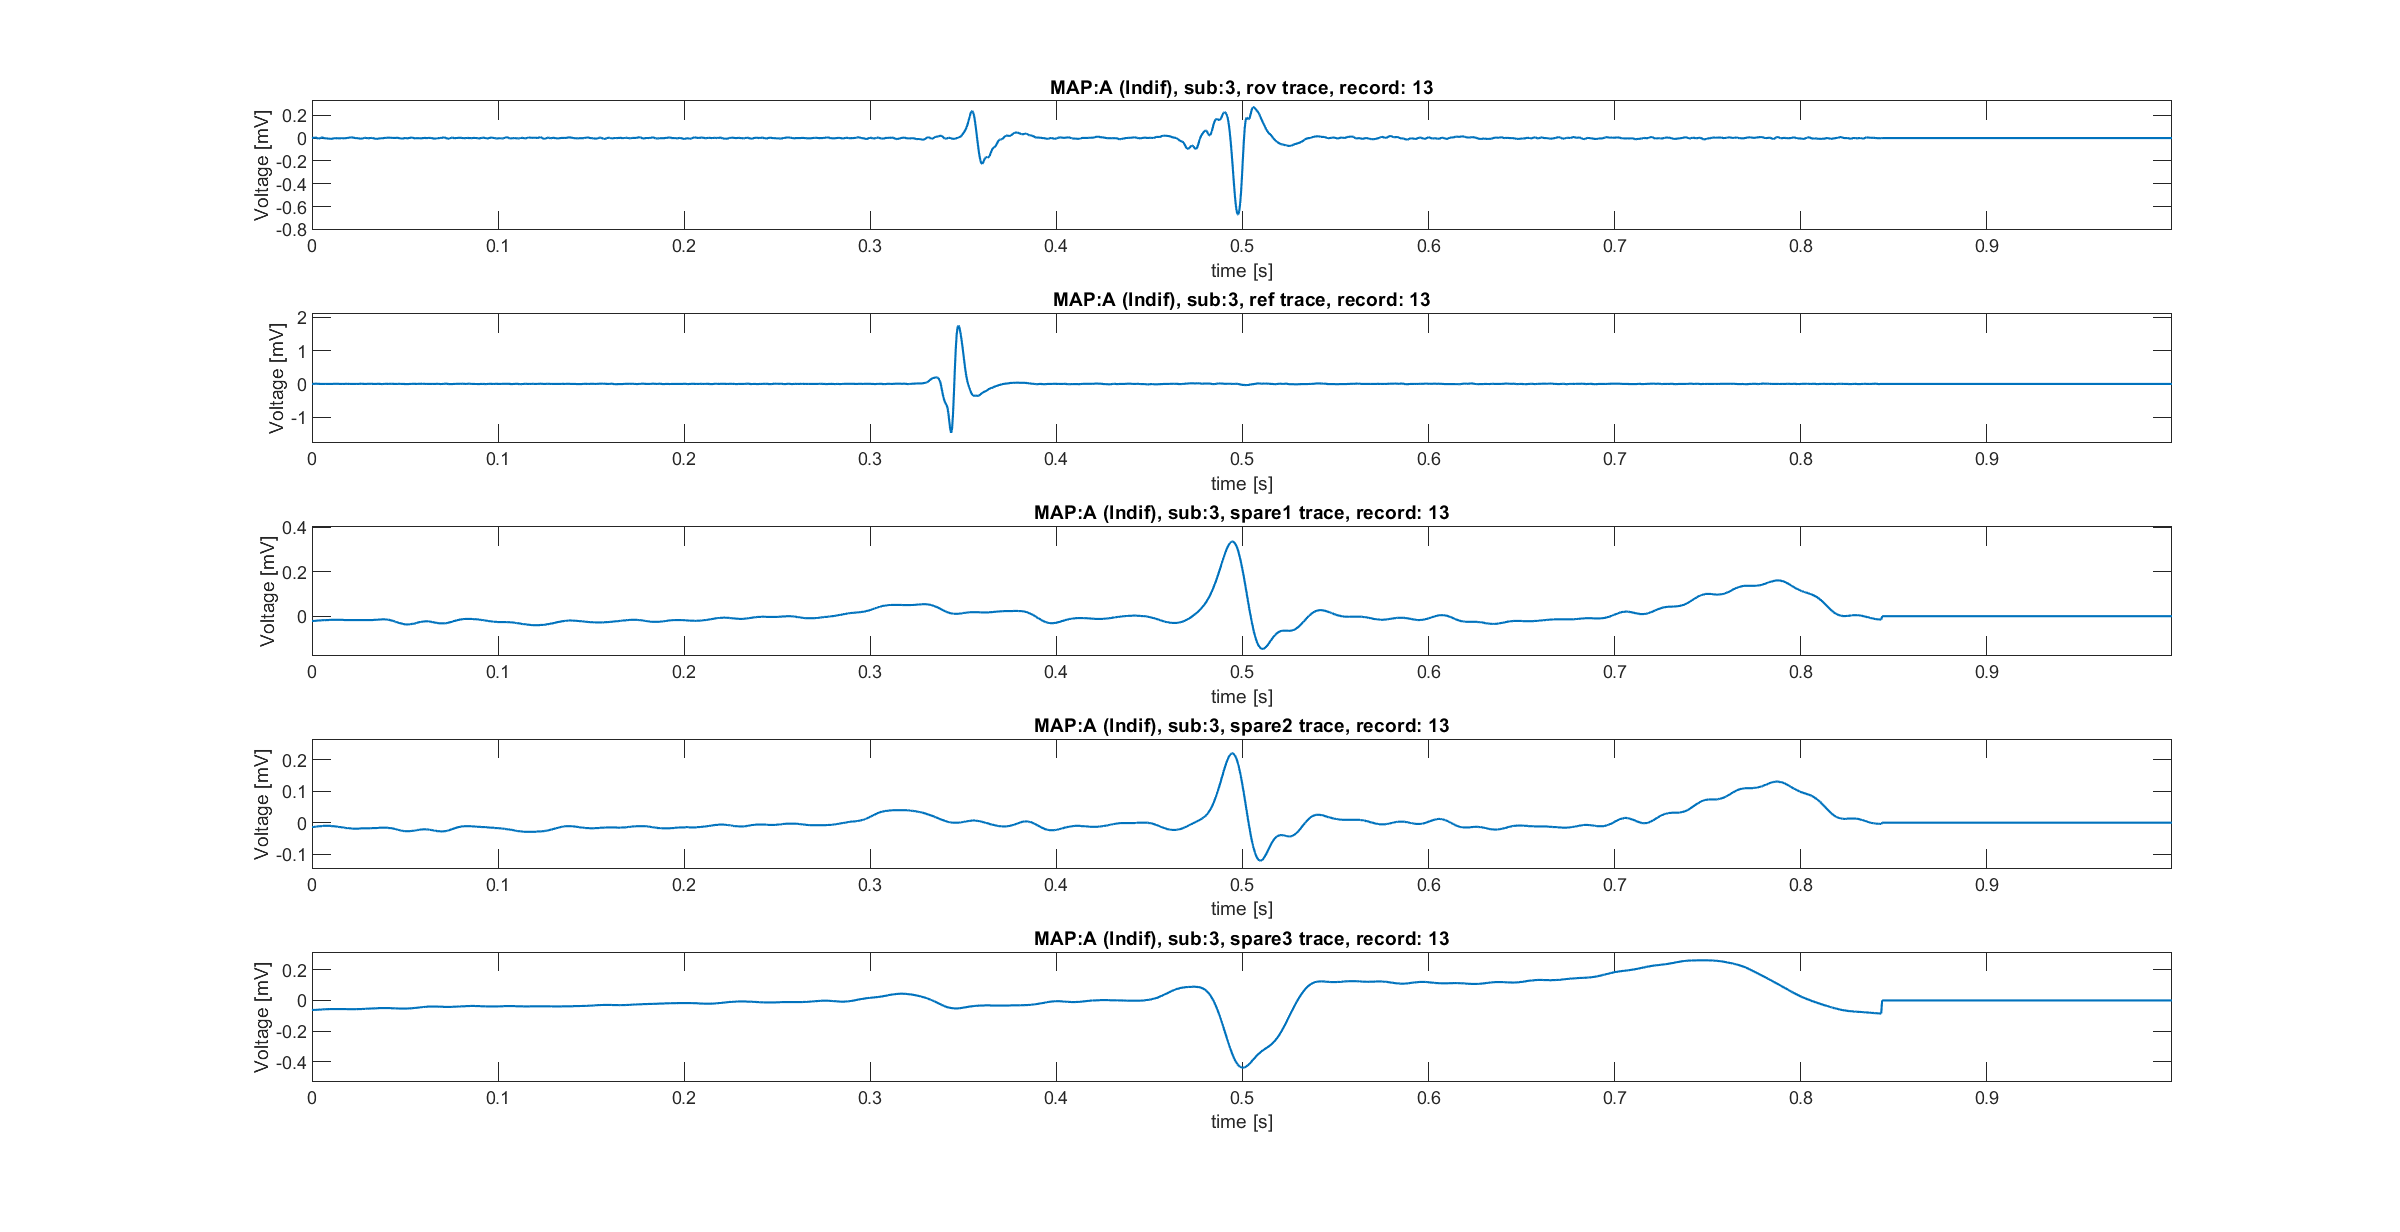 MAP:A (Indif), sub:3, rov trace, record: 13
Voltage [mV]
0.2
0
-0.2
-0.4
-0.6
-0.8
0 0.1 0.2 0.3 0.4 0.5 0.6 0.7 0.8 0.9
time [s]
MAP:A (Indif), sub:3, ref trace, record: 13
Voltage [mV]
2
1
0
-1
0 0.1 0.2 0.3 0.4 0.5 0.6 0.7 0.8 0.9
time [s]
MAP:A (Indif), sub:3, spare1 trace, record: 13
Voltage [mV]
0.4
0.2
0
0 0.1 0.2 0.3 0.4 0.5 0.6 0.7 0.8 0.9
time [s]
MAP:A (Indif), sub:3, spare2 trace, record: 13
Voltage [mV]
0.2
0.1
0
-0.1
0 0.1 0.2 0.3 0.4 0.5 0.6 0.7 0.8 0.9
time [s]
MAP:A (Indif), sub:3, spare3 trace, record: 13
Voltage [mV]
0.2
0
-0.2
-0.4
0 0.1 0.2 0.3 0.4 0.5 0.6 0.7 0.8 0.9
time [s]